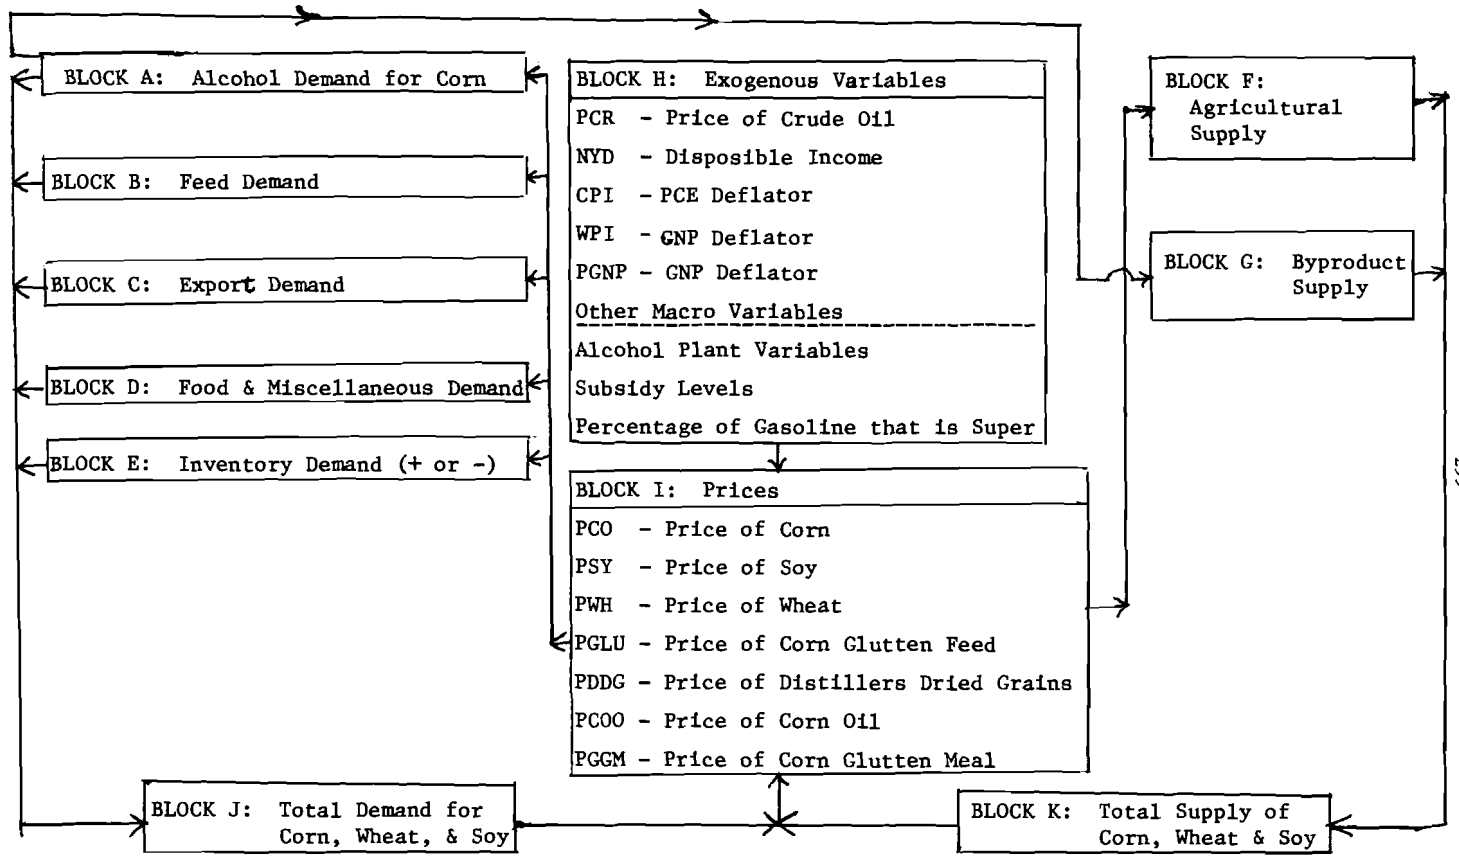 BLOCK A: Alcohol Demand for Corn
BLOCK B: Feed Demand
BLOCK C: Export Demand
BLOCK D: Food & Miscellaneous Demand
BLOCK E: Inventory Demand (+ or -)
BLOCK H: Exogenous Variables
PCR - Price of Crude Oil
NYD - Disposible Income
CPI - PCE Deflator
WPI - GNP Deflator
PGNP - GNP Deflator
Other Macro Variables
Alcohol Plant Variables
Subsidy Levels
Percentage of Gasoline that is Super
BLOCK I: Prices
PCO - Price of Corn
PSY - Price of Soy
PWH - Price of Wheat
PGLU - Price of Corn Glutten Feed
PDDG - Price of Distillers Dried Grains
PCOO - Price of Corn Oil
PGGM - Price of Corn Glutten Meal
BLOCK F:
Agricultural
Supply
BLOCK G: Byproduct
Supply
BLOCK J: Total Demand for
Corn, Wheat, & Soy
BLOCK K: Total Supply of
Corn, Wheat & Soy